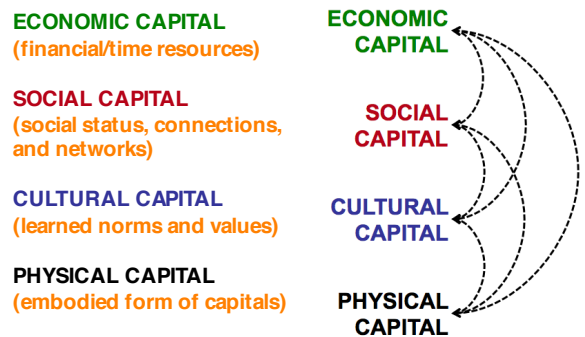 ECONOMIC CAPITAL
(financial/time resources)
SOCIAL CAPITAL
(social status, connections,
and networks)
CULTURAL CAPITAL
(learned norms and values)
PHYSICAL CAPITAL
(embodied form of capitals)
ECONOMIC
CAPITAL
SOCIAL
CAPITAL
CULTURAL
CAPITAL
PHYSICAL
CAPITAL